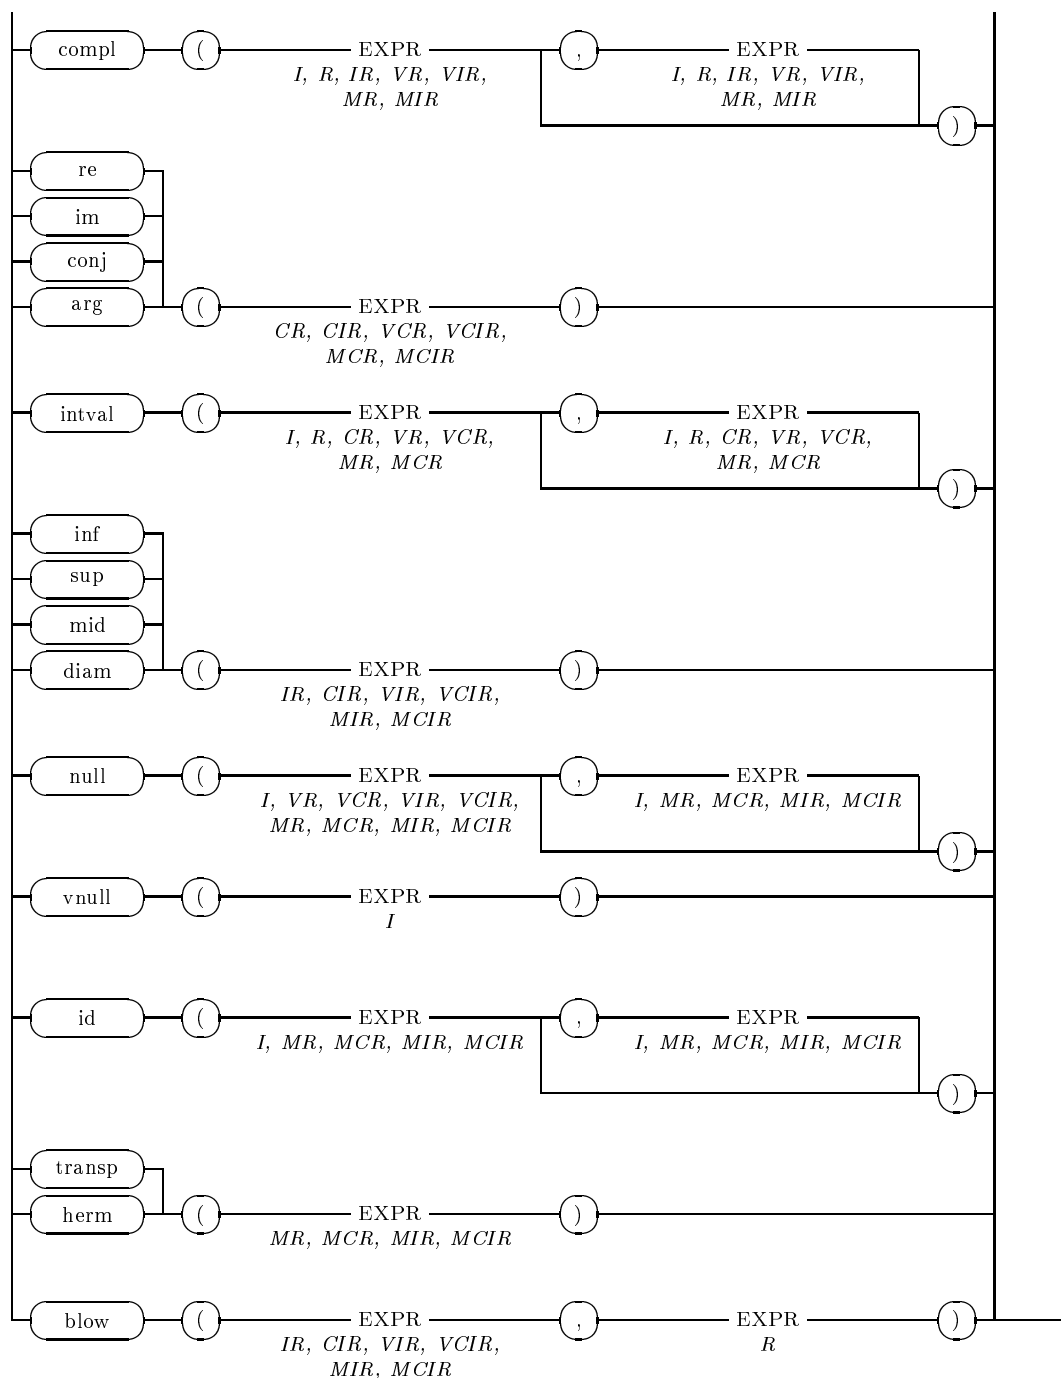 compl ( EXPR , EXPR
I, R, IR, VR, VIR, I, R, IR, VR, VIR,
MR, MIR MR, MIR
)
re
im
conj
arg ( EXPR )
CR, CIR, VCR, VCIR,
MCR, MCIR
intval ( EXPR , EXPR
I, R, CR, VR, VCR, I, R, CR, VR, VCR,
MR, MCR MR, MCR
)
inf
sup
mid
diam ( EXPR )
IR, CIR, VIR, VCIR,
MIR, MCIR
null ( EXPR , EXPR
I, VR, VCR, VIR, VCIR, I, MR, MCR, MIR, MCIR
MR, MCR, MIR, MCIR
)
vnull ( EXPR )
I
id ( EXPR , EXPR
I, MR, MCR, MIR, MCIR I, MR, MCR, MIR, MCIR
)
transp
herm ( EXPR )
MR, MCR, MIR, MCIR
blow ( EXPR , EXPR )
IR, CIR, VIR, VCIR, R
MIR, MCIR